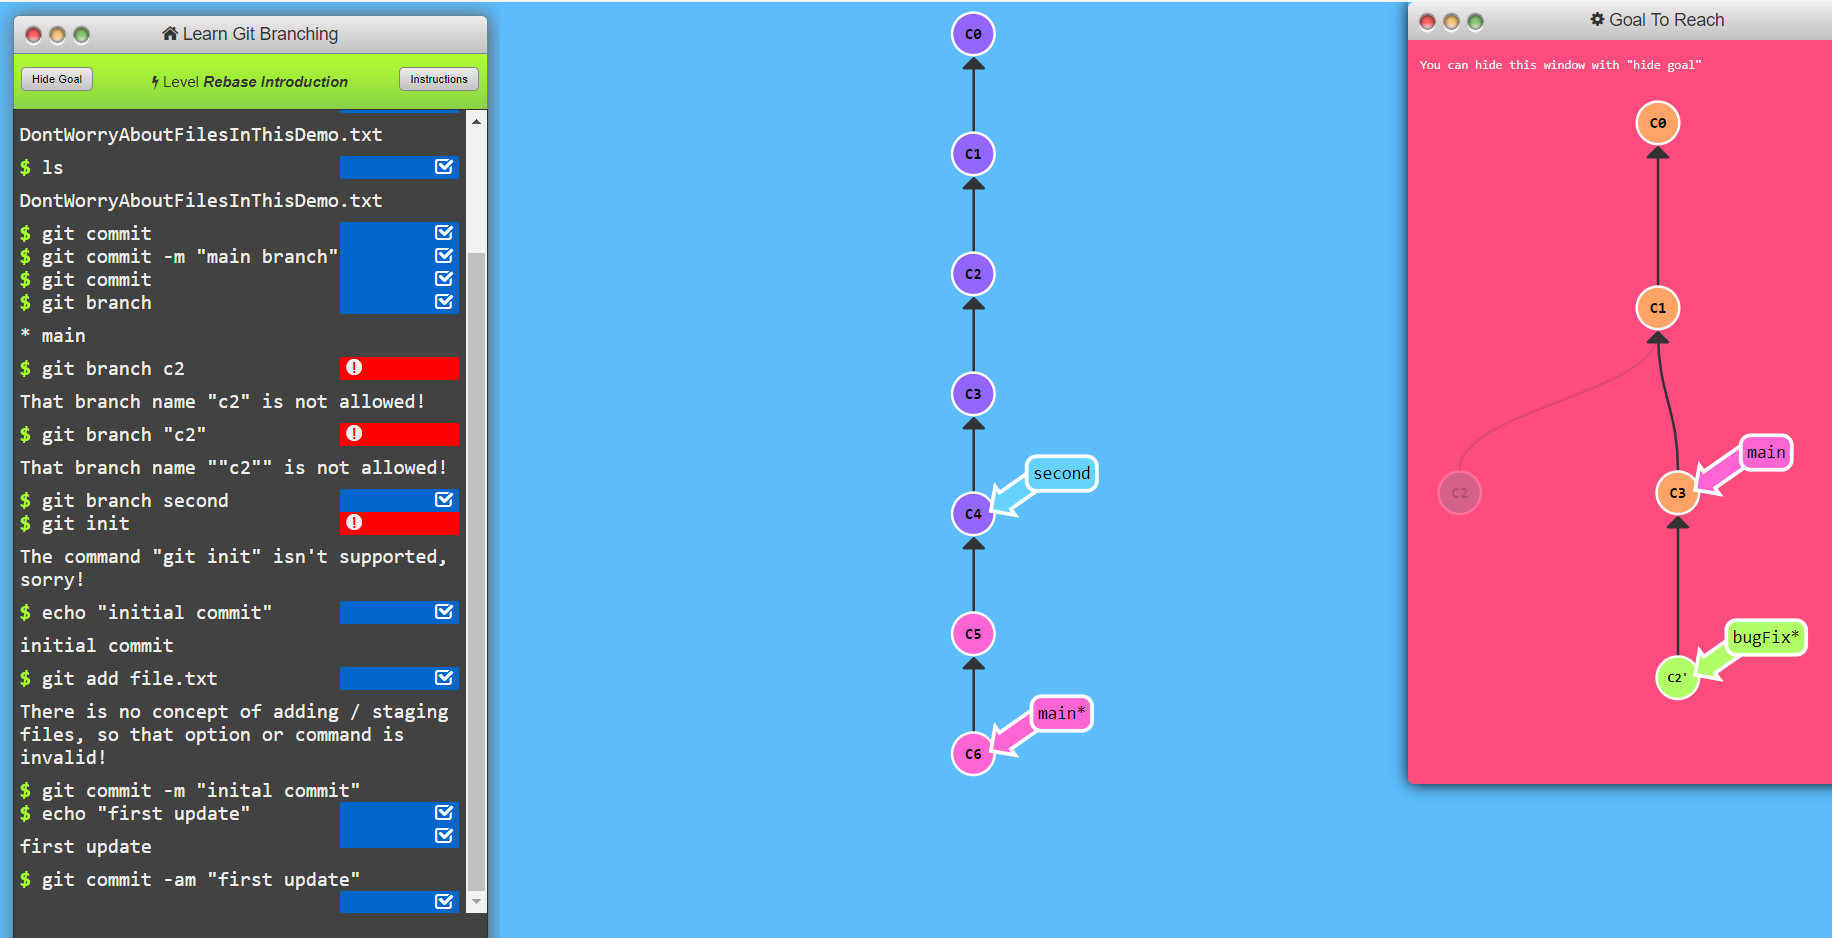 Learn Git Branching
Hide Goal
Level Rebase Introduction
Instructions
DontWorryAboutFilesInThisDemo.txt
$ ls
DontWorryAboutFilesInThisDemo.txt
$ git commit
$ git commit -m "main branch"
$ git commit
$ git branch
* main
$ git branch c2
That branch name "c2" is not allowed!
$ git branch "c2"
That branch name ""c2"" is not allowed!
$ git branch second
$ git init
The command "git init" isn't supported,
sorry!
$ echo "initial commit"
initial commit
$ git add file.txt
There is no concept of adding / staging
files, so that option or command is
invalid!
$ git commit -m "inital commit"
$ echo "first update"
first update
$ git commit -am "first update"
C0
C1
C2
C3
second
C4
C5
main*
C6
Goal To Reach
You can hide this window with "hide goal"
C0
C1
main
C2
C3
bugFix*
C2'